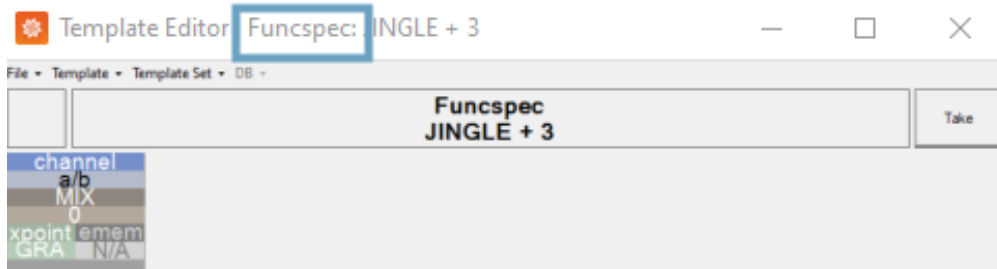 Template Editor Funcspec: JINGLE + 3
File Template Template Set DB
Funcspec
JINGLE + 3
Take
channel
a/b
MIX
0
xpoint emem
GRA N/A